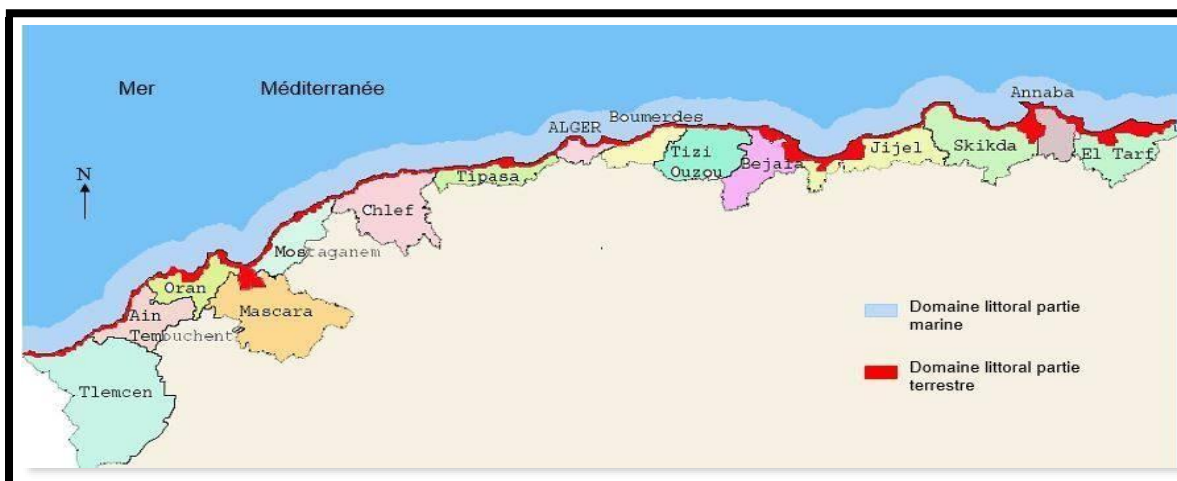 Mer Méditerranée
Annaba
Boumerdes
ALGER
N
Tizi
Ouzou
Bejaia
Jijel
Skikda
El Tarf
Tipasa
Chlef
Mostaganem
Oran
Ain
Temouchent
Mascara
Tlemcen
Domaine littoral partie
marine
Domaine littoral partie
terrestre